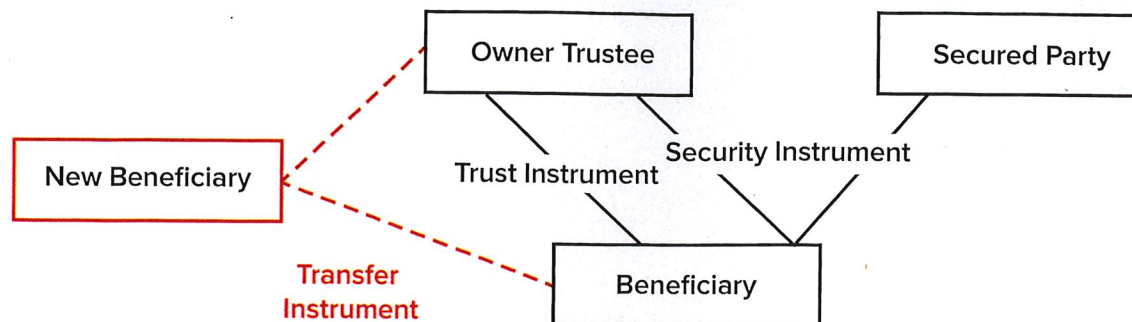 Owner Trustee
Secured Party
New Beneficiary
Trust Instrument
Security Instrument
Transfer
Instrument
Beneficiary